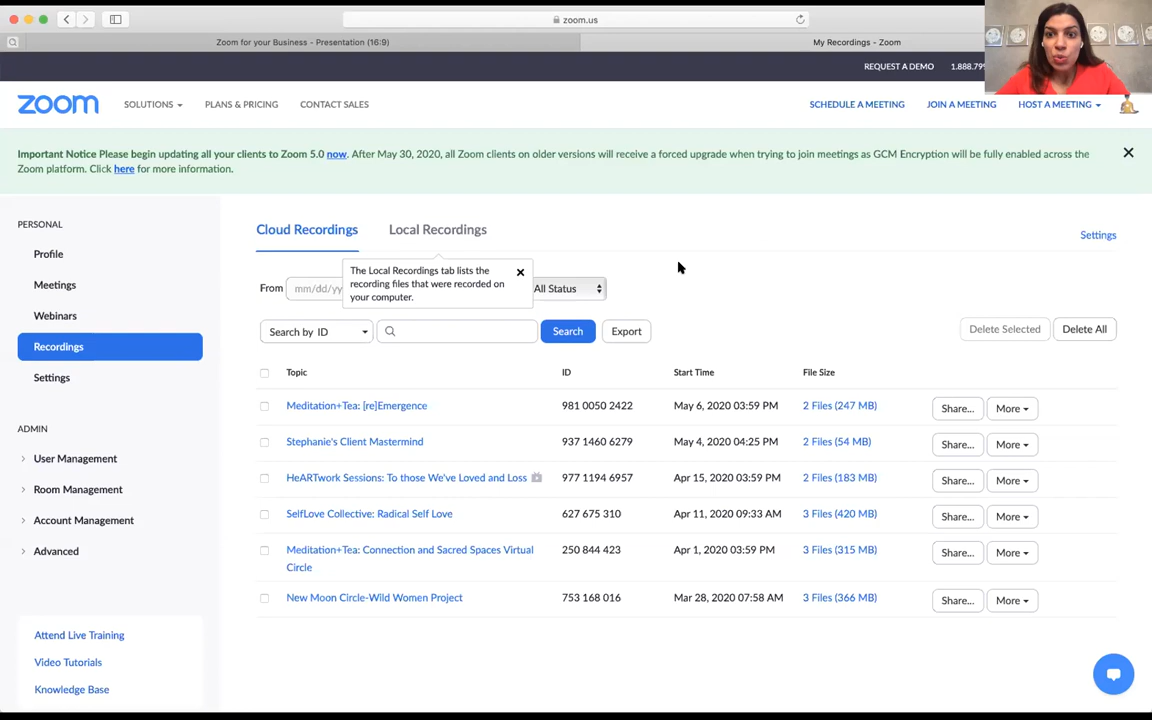 zoom.us
Zoom for your Business - Presentation (16:9)
My Recordings - Zoom
REQUEST A DEMO
zoom
SOLUTIONS
PLANS & PRICING
CONTACT SALES
SCHEDULE A MEETING
JOIN A MEETING
HOST A MEETING
Important Notice Please begin updating all your clients to Zoom 5.0 now. After May 30, 2020, all Zoom clients on older versions will receive a forced upgrade when trying to join meetings as GCM Encryption will be fully enabled across the
Zoom platform. Click here for more information.
PERSONAL
Profile
Meetings
Webinars
Recordings
Settings
ADMIN
User Management
Room Management
Account Management
Advanced
Attend Live Training
Video Tutorials
Knowledge Base
Cloud Recordings
Local Recordings
Settings
The Local Recordings tab lists the
recording files that were recorded on
your computer.
From
mm/dd/yy
All Status
Search by ID
Search
Export
Delete Selected
Delete All
Topic ID Start Time File Size
Meditation+Tea: [re]Emergence 981 0050 2422 May 6, 2020 03:59 PM 2 Files (247 MB) Share... More
Stephanie's Client Mastermind 937 1460 6279 May 4, 2020 04:25 PM 2 Files (54 MB) Share... More
HeARTwork Sessions: To those We've Loved and Loss 977 1194 6957 Apr 15, 2020 03:59 PM 2 Files (183 MB) Share... More
SelfLove Collective: Radical Self Love 627 675 310 Apr 11, 2020 09:33 AM 3 Files (420 MB) Share... More
Meditation+Tea: Connection and Sacred Spaces Virtual 250 844 423 Apr 1, 2020 03:59 PM 3 Files (315 MB) Share... More
Circle
New Moon Circle-Wild Women Project 753 168 016 Mar 28, 2020 07:58 AM 3 Files (366 MB) Share... More